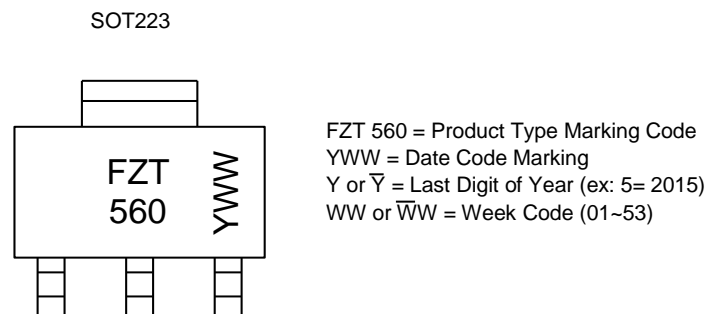 SOT223
FZT
560
YWW
FZT 560 = Product Type Marking Code
YWW = Date Code Marking
Y or Y̅ = Last Digit of Year (ex: 5= 2015)
WW or W̅W = Week Code (01~53)